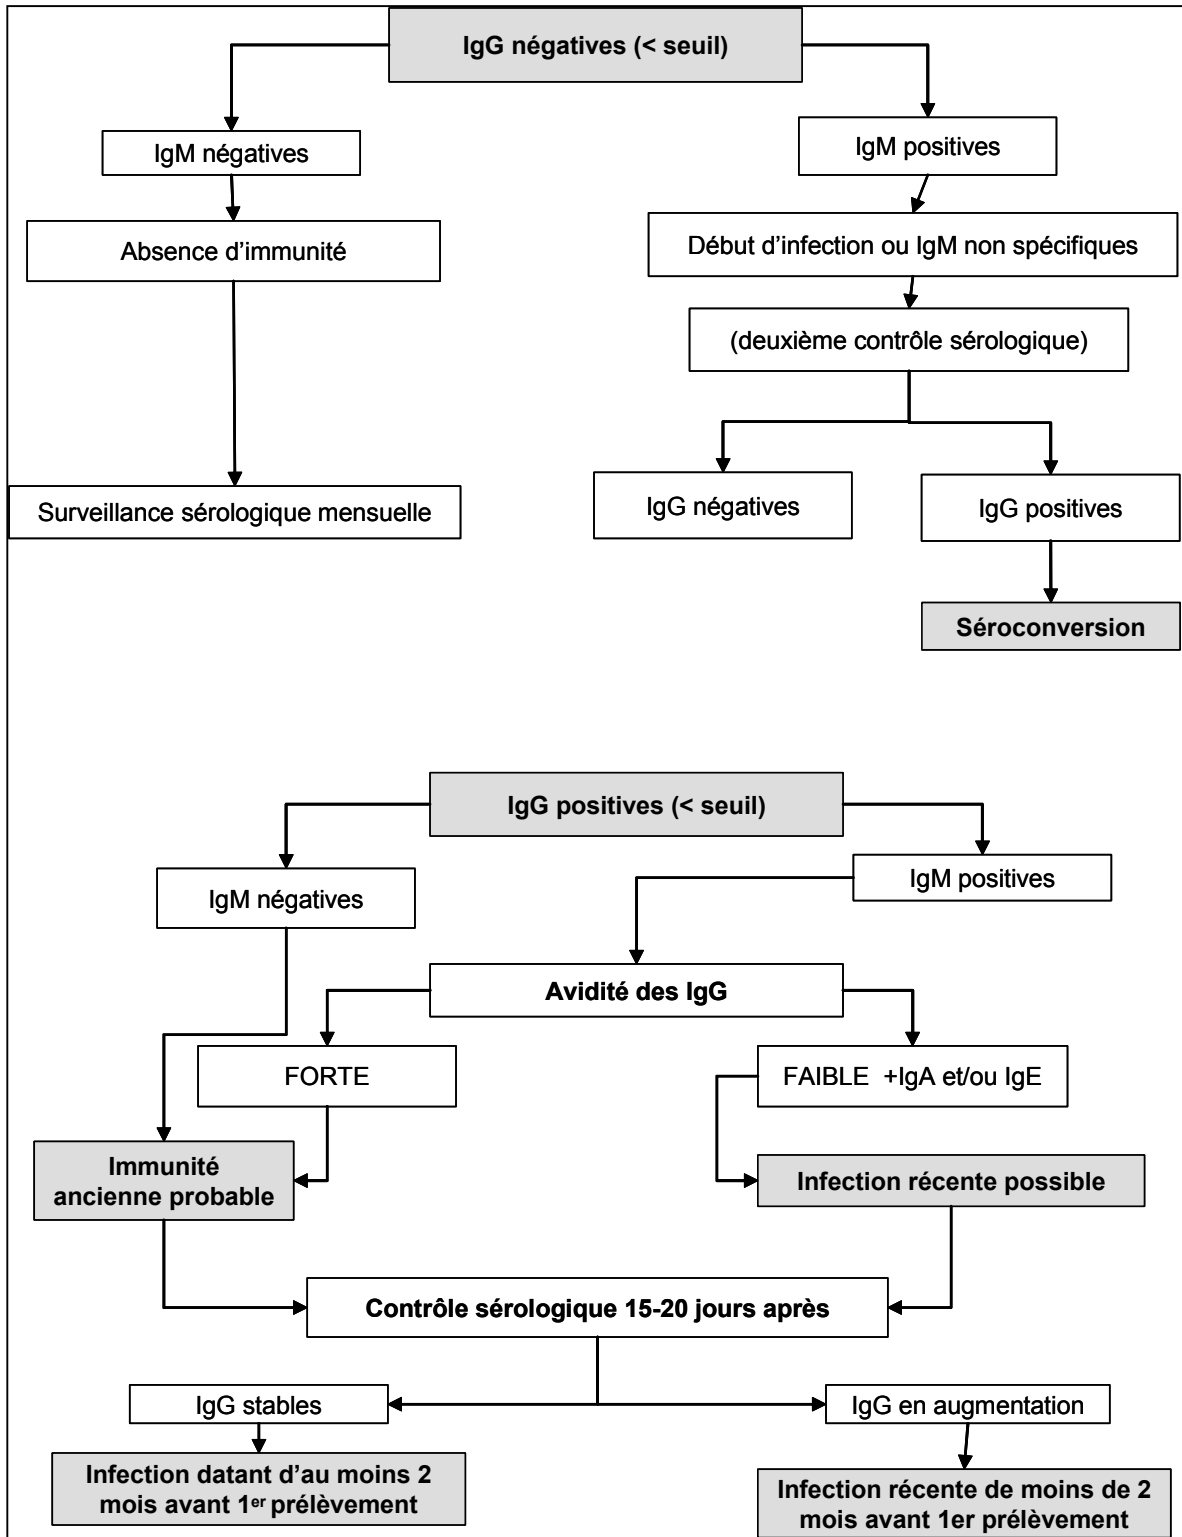 IgG négatives (< seuil)
IgM négatives
IgM positives
Absence d'immunité
Début d'infection ou IgM non spécifiques
(deuxième contrôle sérologique)
Surveillance sérologique mensuelle
IgG négatives
IgG positives
Séroconversion
IgG positives (< seuil)
IgM négatives
IgM positives
Avidité des IgG
FORTE
FAIBLE +IgA et/ou IgE
Immunité
ancienne probable
Infection récente possible
Contrôle sérologique 15-20 jours après
IgG stables
IgG en augmentation
Infection datant d'au moins 2
mois avant 1er prélèvement
Infection récente de moins de 2
mois avant 1er prélèvement